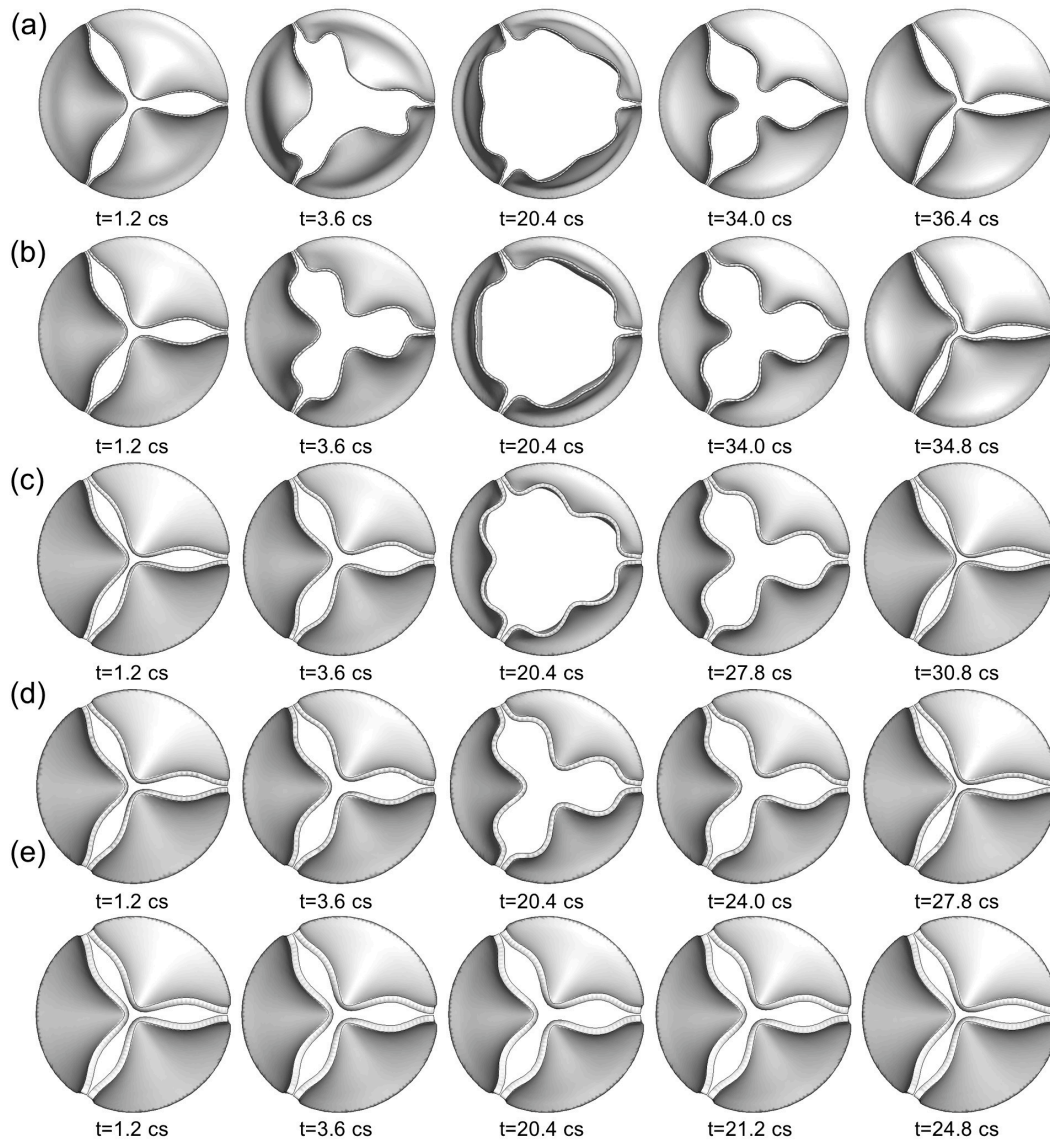 (a)
t=1.2 cs t=3.6 cs t=20.4 cs t=34.0 cs t=36.4 cs
(b)
t=1.2 cs t=3.6 cs t=20.4 cs t=34.0 cs t=34.8 cs
(c)
t=1.2 cs t=3.6 cs t=20.4 cs t=27.8 cs t=30.8 cs
(d)
t=1.2 cs t=3.6 cs t=20.4 cs t=24.0 cs t=27.8 cs
(e)
t=1.2 cs t=3.6 cs t=20.4 cs t=21.2 cs t=24.8 cs